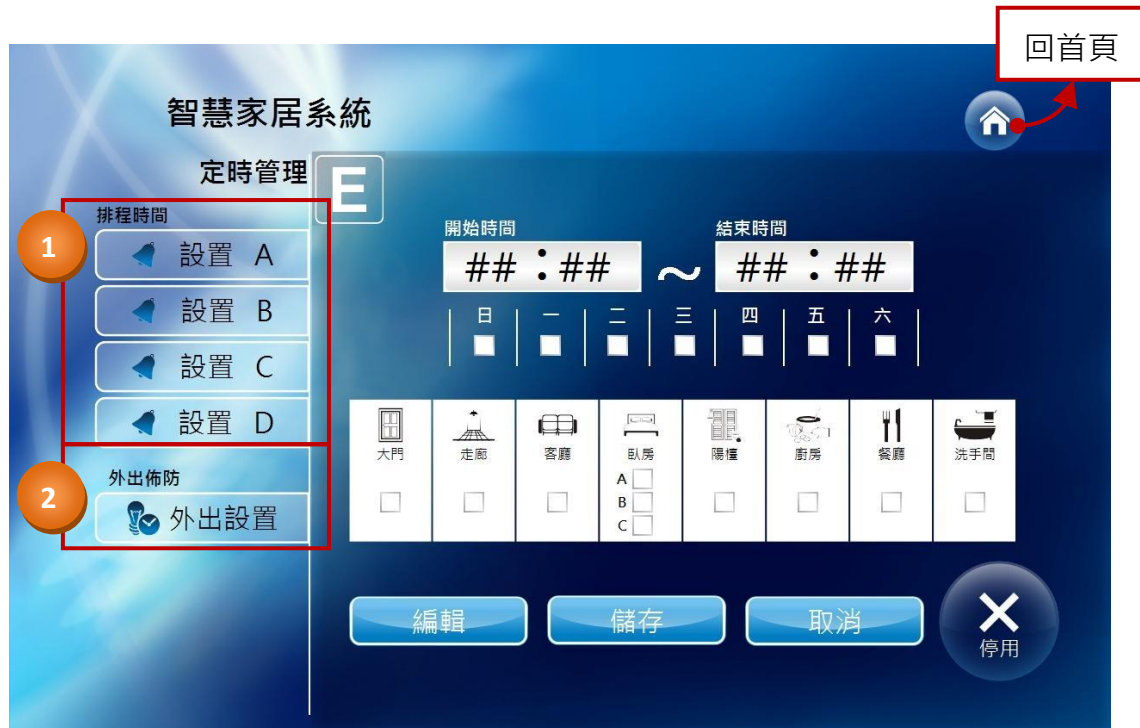 回首頁
智慧家居系統
定時管理
E
1
排程時間
設置 A
設置 B
設置 C
設置 D
2
外出佈防
外出設置
開始時間 結束時間
## : ## ~ ## : ##
日 一 二 三 四 五 六
大門 走廊 客廳 臥房 陽檯 廚房 餐廳 洗手間
A
B
C
編輯 儲存 取消
停用